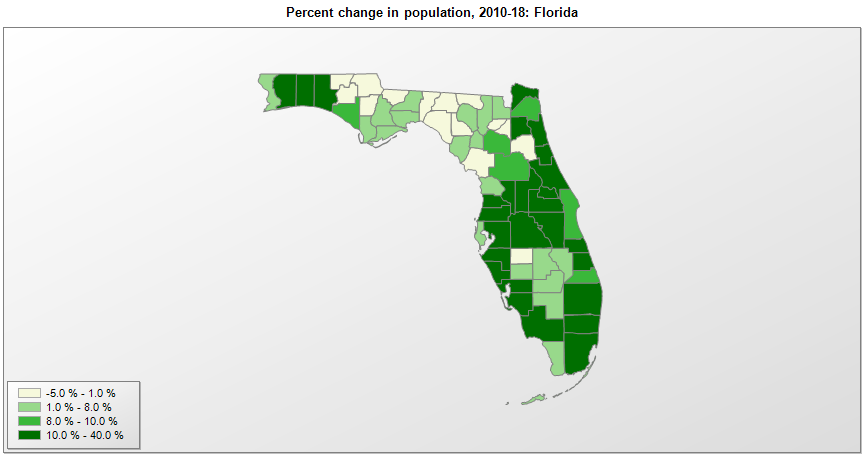 Percent change in population, 2010-18: Florida
-5.0 % - 1.0 %
1.0 % - 8.0 %
8.0 % - 10.0 %
10.0 % - 40.0 %